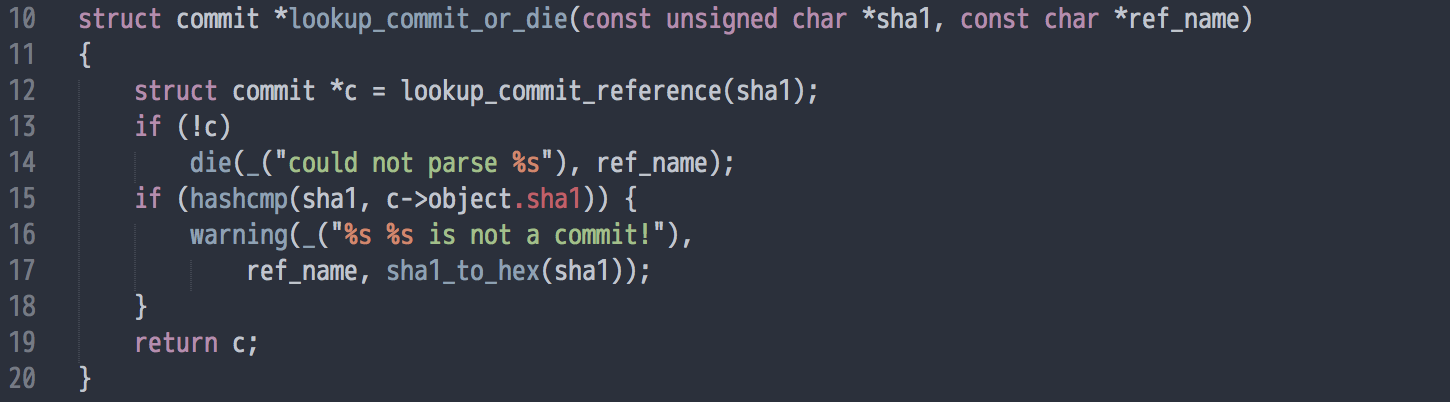 10 struct commit *lookup_commit_or_die(const unsigned char *sha1, const char *ref_name)
11 {
12     struct commit *c = lookup_commit_reference(sha1);
13     if (!c)
14         die(_("could not parse %s"), ref_name);
15     if (hashcmp(sha1, c->object.sha1)) {
16         warning(_("%s %s is not a commit!"),
17             ref_name, sha1_to_hex(sha1));
18     }
19     return c;
20 }